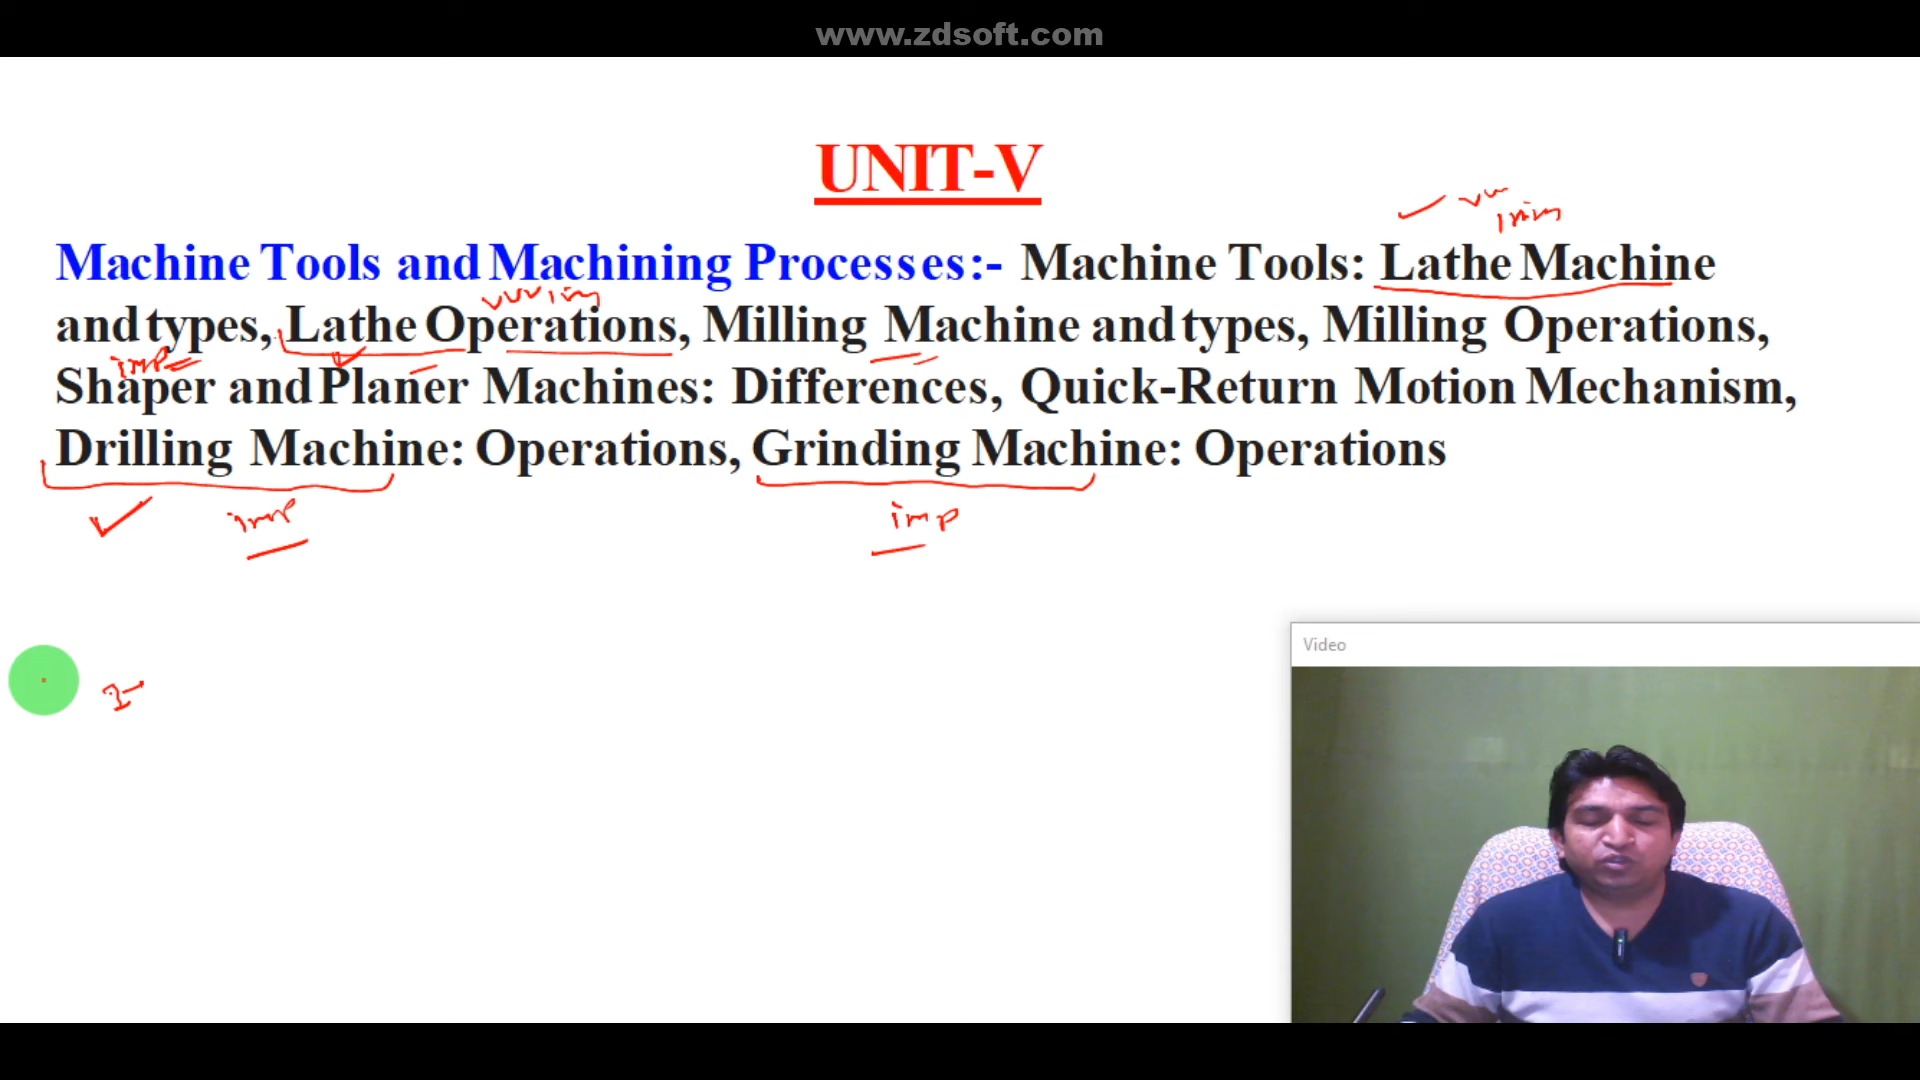 www.zdsoft.com
UNIT-V
Machine Tools and Machining Processes:- Machine Tools: Lathe Machine
and types, Lathe Operations, Milling Machine and types, Milling Operations,
imp
Shaper and Planer Machines: Differences, Quick-Return Motion Mechanism,
Drilling Machine: Operations, Grinding Machine: Operations
imp imp
Video